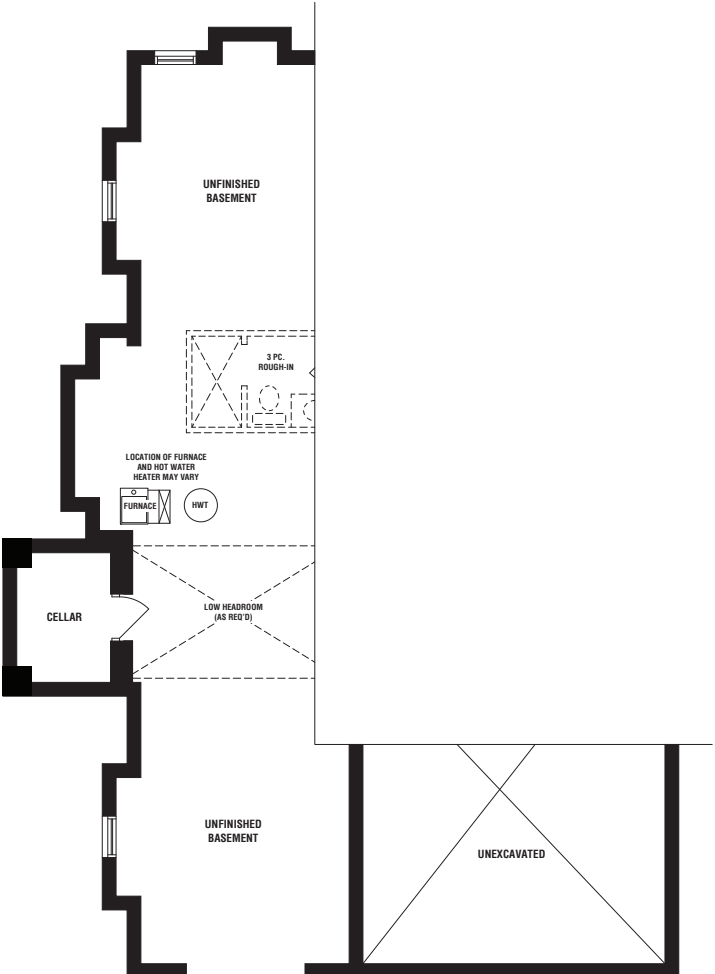 UNFINISHED
BASEMENT
3 PC.
ROUGH-IN
LOCATION OF FURNACE
AND HOT WATER
HEATER MAY VARY
FURNACE
HWT
CELLAR
LOW HEADROOM
(AS REQ'D)
UNFINISHED
BASEMENT
UNEXCAVATED